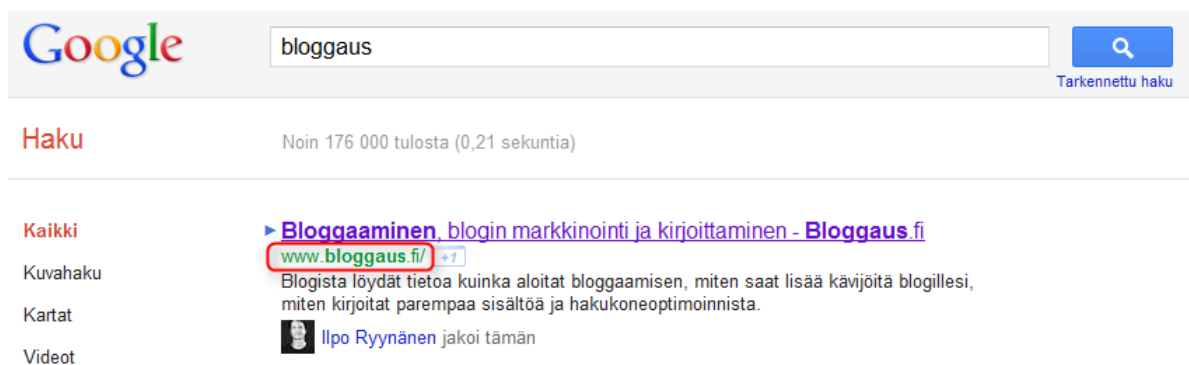 Google
bloggaus
Tarkennettu haku
Haku
Noin 176 000 tulosta (0,21 sekuntia)
Kaikki
Kuvahaku
Kartat
Videot
Bloggaaminen, blogin markkinointi ja kirjoittaminen - Bloggaus.fi
www.bloggaus.fi/ +1
Blogista löydät tietoa kuinka aloitat bloggaamisen, miten saat lisää kävijöitä blogillesi,
miten kirjoitat parempaa sisältöä ja hakukoneoptimoinnista.
Ilpo Ryynänen jakoi tämän